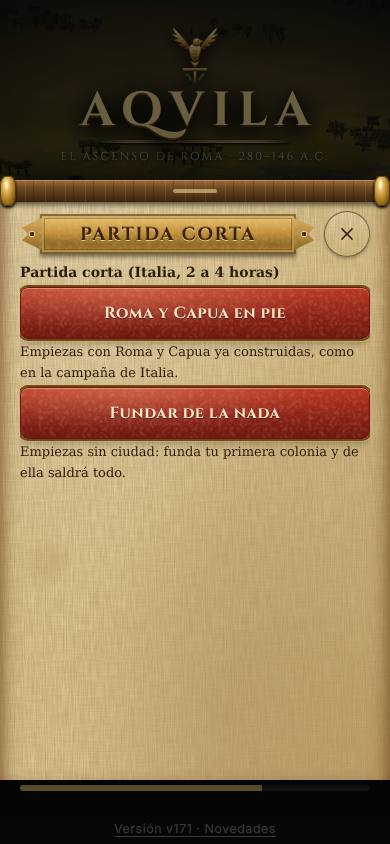 AQVILA
EL ASCENSO DE ROMA · 280–146 A.C.
PARTIDA CORTA
Partida corta (Italia, 2 a 4 horas)
ROMA Y CAPUA EN PIE
Empiezas con Roma y Capua ya construidas, como
en la campaña de Italia.
FUNDAR DE LA NADA
Empiezas sin ciudad: funda tu primera colonia y de
ella saldrá todo.
Versión v171 · Novedades